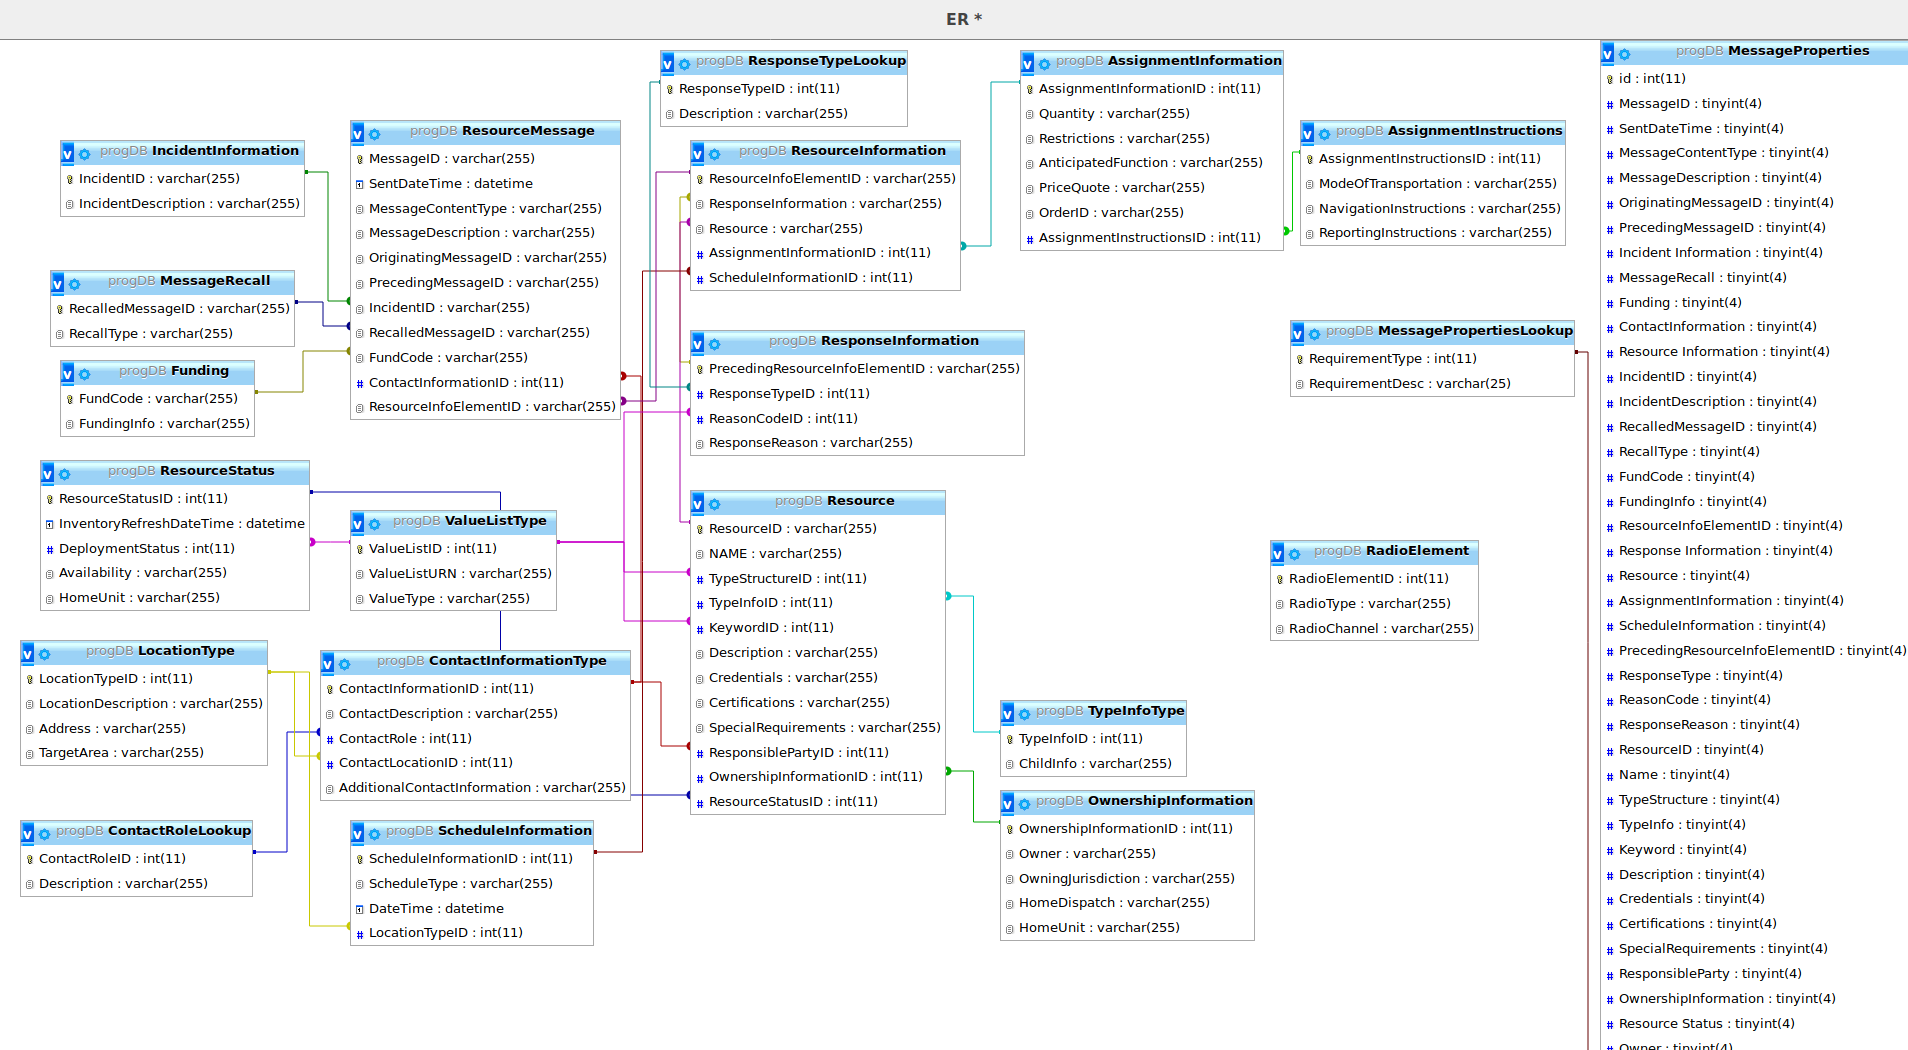 ER *
progDB ResponseTypeLookup
ResponseTypeID : int(11)
Description : varchar(255)
progDB AssignmentInformation
AssignmentInformationID : int(11)
Quantity : varchar(255)
Restrictions : varchar(255)
AnticipatedFunction : varchar(255)
PriceQuote : varchar(255)
OrderID : varchar(255)
AssignmentInstructionsID : int(11)
progDB AssignmentInstructions
AssignmentInstructionsID : int(11)
ModeOfTransportation : varchar(255)
NavigationInstructions : varchar(255)
ReportingInstructions : varchar(255)
progDB IncidentInformation
IncidentID : varchar(255)
IncidentDescription : varchar(255)
progDB ResourceMessage
MessageID : varchar(255)
SentDateTime : datetime
MessageContentType : varchar(255)
MessageDescription : varchar(255)
OriginatingMessageID : varchar(255)
PrecedingMessageID : varchar(255)
IncidentID : varchar(255)
RecalledMessageID : varchar(255)
FundCode : varchar(255)
ContactInformationID : int(11)
ResourceInfoElementID : varchar(255)
progDB ResourceInformation
ResourceInfoElementID : varchar(255)
ResponseInformation : varchar(255)
Resource : varchar(255)
AssignmentInformationID : int(11)
ScheduleInformationID : int(11)
progDB MessageRecall
RecalledMessageID : varchar(255)
RecallType : varchar(255)
progDB Funding
FundCode : varchar(255)
FundingInfo : varchar(255)
progDB ResponseInformation
PrecedingResourceInfoElementID : varchar(255)
ResponseTypeID : int(11)
ReasonCodeID : int(11)
ResponseReason : varchar(255)
progDB MessagePropertiesLookup
RequirementType : int(11)
RequirementDesc : varchar(25)
progDB ResourceStatus
ResourceStatusID : int(11)
InventoryRefreshDateTime : datetime
DeploymentStatus : int(11)
Availability : varchar(255)
HomeUnit : varchar(255)
progDB ValueListType
ValueListID : int(11)
ValueListURN : varchar(255)
ValueType : varchar(255)
progDB Resource
ResourceID : varchar(255)
NAME : varchar(255)
TypeStructureID : int(11)
TypeInfoID : int(11)
KeywordID : int(11)
Description : varchar(255)
Credentials : varchar(255)
Certifications : varchar(255)
SpecialRequirements : varchar(255)
ResponsiblePartyID : int(11)
OwnershipInformationID : int(11)
ResourceStatusID : int(11)
progDB RadioElement
RadioElementID : int(11)
RadioType : varchar(255)
RadioChannel : varchar(255)
progDB LocationType
LocationTypeID : int(11)
LocationDescription : varchar(255)
Address : varchar(255)
TargetArea : varchar(255)
progDB ContactInformationType
ContactInformationID : int(11)
ContactDescription : varchar(255)
ContactRole : int(11)
ContactLocationID : int(11)
AdditionalContactInformation : varchar(255)
progDB TypeInfoType
TypeInfoID : int(11)
ChildInfo : varchar(255)
progDB OwnershipInformation
OwnershipInformationID : int(11)
Owner : varchar(255)
OwningJurisdiction : varchar(255)
HomeDispatch : varchar(255)
HomeUnit : varchar(255)
progDB ContactRoleLookup
ContactRoleID : int(11)
Description : varchar(255)
progDB ScheduleInformation
ScheduleInformationID : int(11)
ScheduleType : varchar(255)
DateTime : datetime
LocationTypeID : int(11)
progDB MessageProperties
id : int(11)
MessageID : tinyint(4)
SentDateTime : tinyint(4)
MessageContentType : tinyint(4)
MessageDescription : tinyint(4)
OriginatingMessageID : tinyint(4)
PrecedingMessageID : tinyint(4)
Incident Information : tinyint(4)
MessageRecall : tinyint(4)
Funding : tinyint(4)
ContactInformation : tinyint(4)
Resource Information : tinyint(4)
IncidentID : tinyint(4)
IncidentDescription : tinyint(4)
RecalledMessageID : tinyint(4)
RecallType : tinyint(4)
FundCode : tinyint(4)
FundingInfo : tinyint(4)
ResourceInfoElementID : tinyint(4)
Response Information : tinyint(4)
Resource : tinyint(4)
AssignmentInformation : tinyint(4)
ScheduleInformation : tinyint(4)
PrecedingResourceInfoElementID : tinyint(4)
ResponseType : tinyint(4)
ReasonCode : tinyint(4)
ResponseReason : tinyint(4)
ResourceID : tinyint(4)
Name : tinyint(4)
TypeStructure : tinyint(4)
TypeInfo : tinyint(4)
Keyword : tinyint(4)
Description : tinyint(4)
Credentials : tinyint(4)
Certifications : tinyint(4)
SpecialRequirements : tinyint(4)
ResponsibleParty : tinyint(4)
OwnershipInformation : tinyint(4)
Resource Status : tinyint(4)
Owner : tinyint(4)